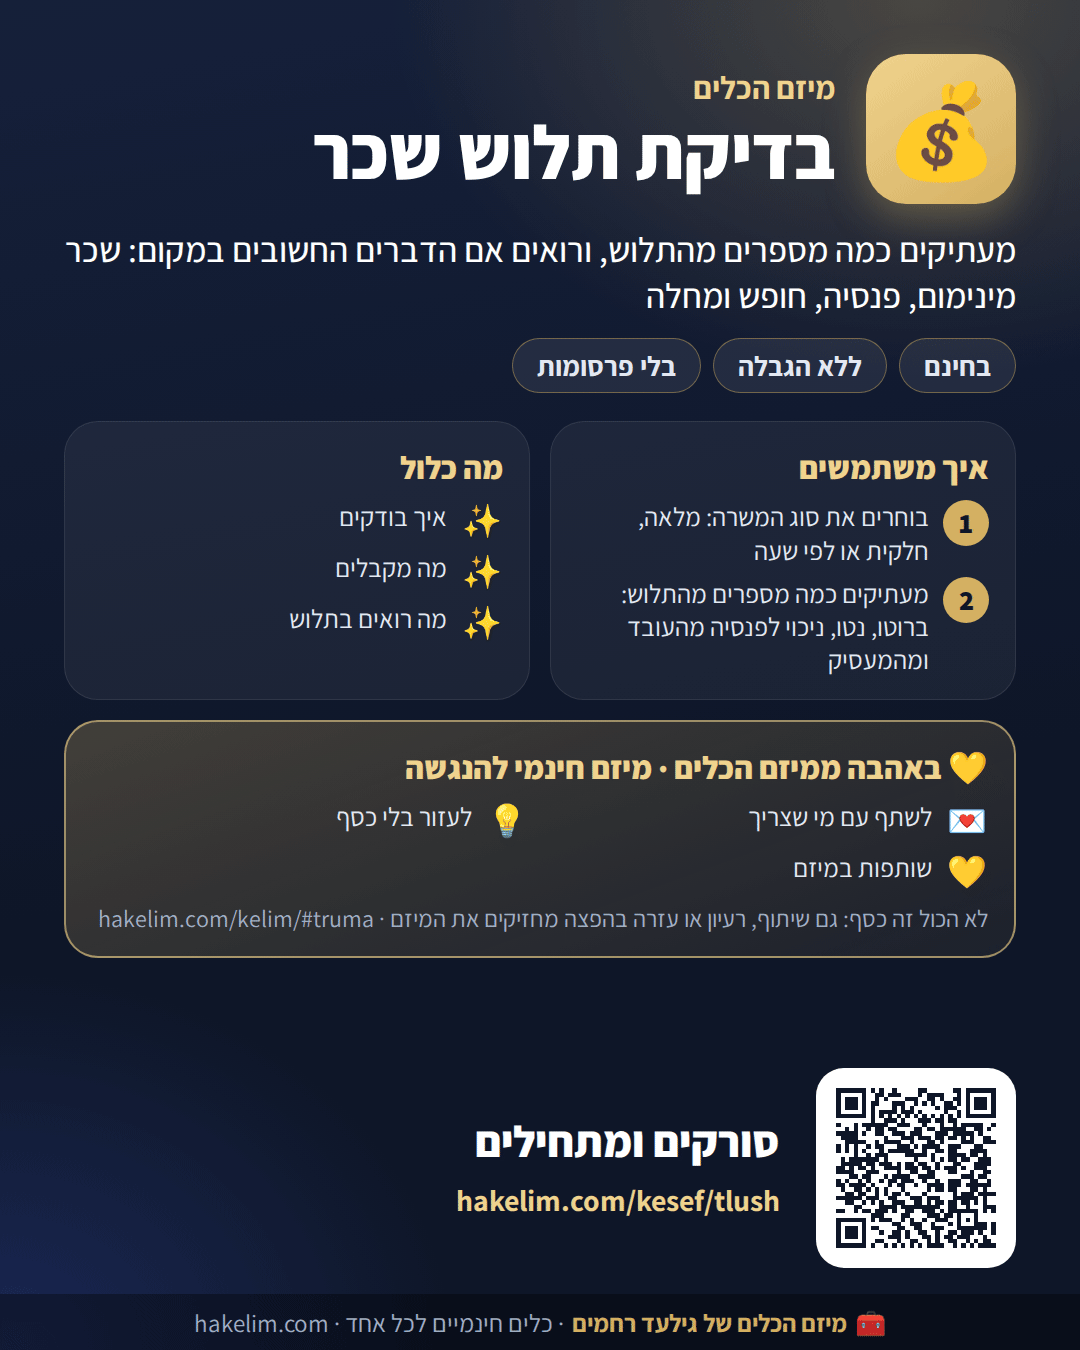 מיזם הכלים
בדיקת תלוש שכר
מעתיקים כמה מספרים מהתלוש, ורואים אם הדברים החשובים במקום: שכר
מינימום, פנסיה, חופש ומחלה
בחינם
ללא הגבלה
בלי פרסומות
איך משתמשים
1 בוחרים את סוג המשרה: מלאה,
חלקית או לפי שעה
2 מעתיקים כמה מספרים מהתלוש:
ברוטו, נטו, ניכוי לפנסיה מהעובד
ומהמעסיק
מה כלול
איך בודקים
מה מקבלים
מה רואים בתלוש
באהבה ממיזם הכלים · מיזם חינמי להנגשה
לשתף עם מי שצריך
לעזור בלי כסף
שותפות במיזם
לא הכול זה כסף: גם שיתוף, רעיון או עזרה בהפצה מחזיקים את המיזם · hakelim.com/kelim/#truma
סורקים ומתחילים
hakelim.com/kesef/tlush
מיזם הכלים של גילעד רחמים · כלים חינמיים לכל אחד · hakelim.com